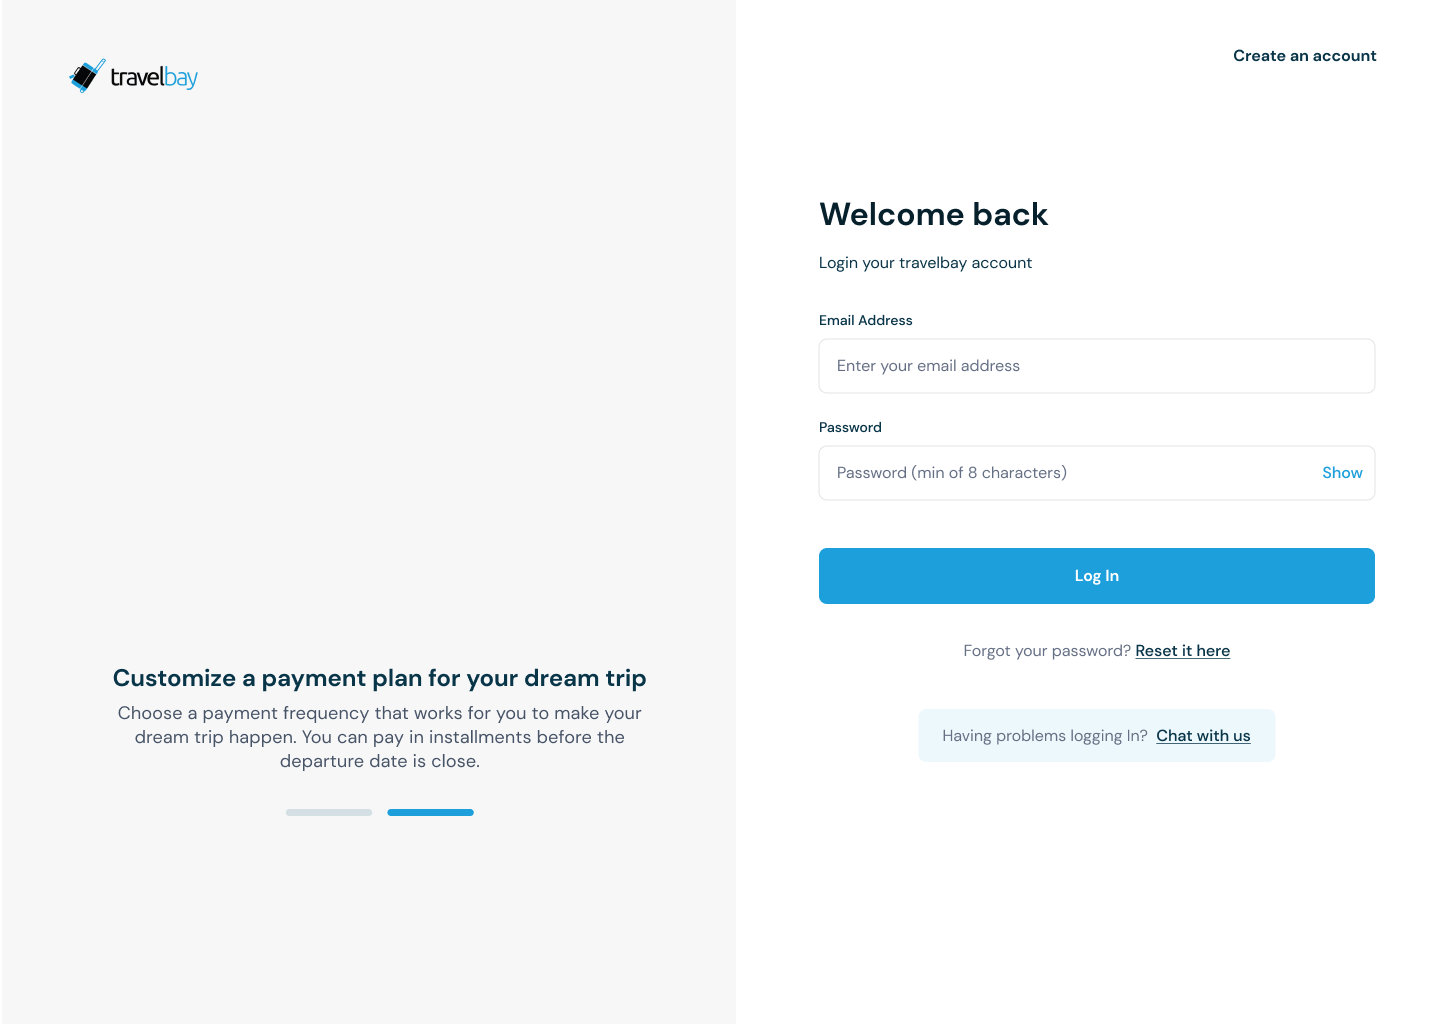 travelbay
Customize a payment plan for your dream trip
Choose a payment frequency that works for you to make your
dream trip happen. You can pay in installments before the
departure date is close.
Create an account
Welcome back
Login your travelbay account
Email Address
Enter your email address
Password
Password (min of 8 characters)
Show
Log In
Forgot your password? Reset it here
Having problems logging In? Chat with us